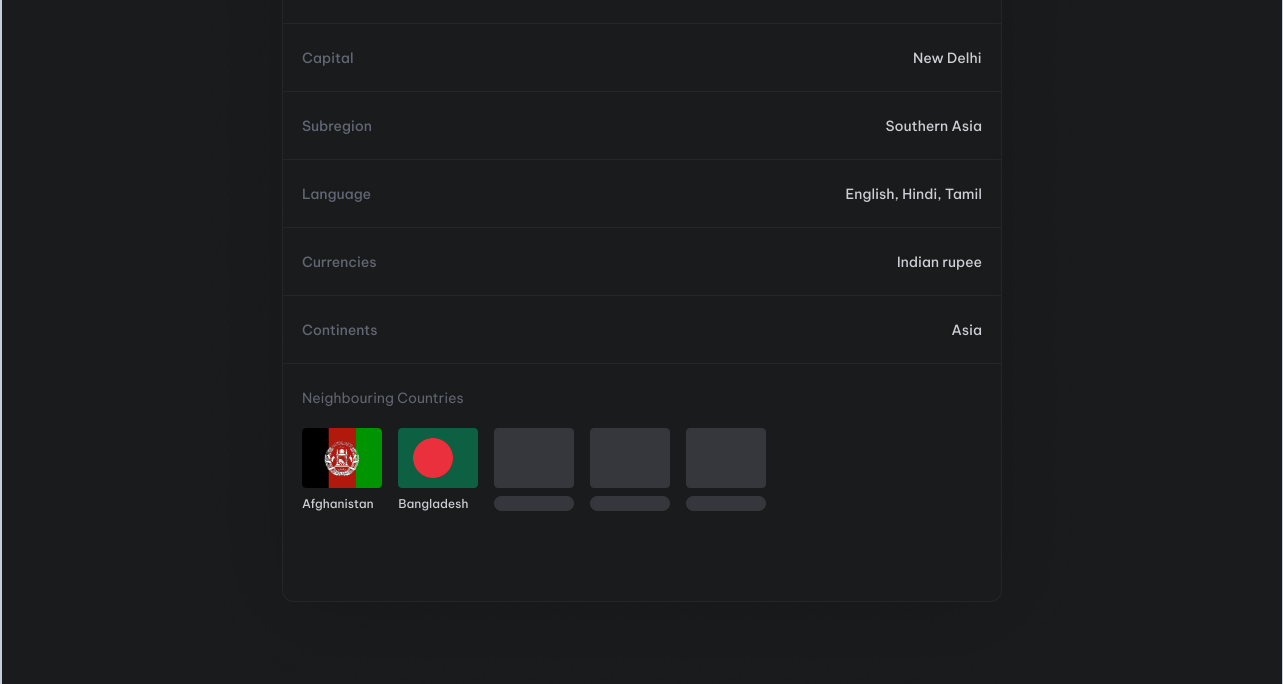 Capital New Delhi
Subregion Southern Asia
Language English, Hindi, Tamil
Currencies Indian rupee
Continents Asia
Neighbouring Countries
Afghanistan Bangladesh